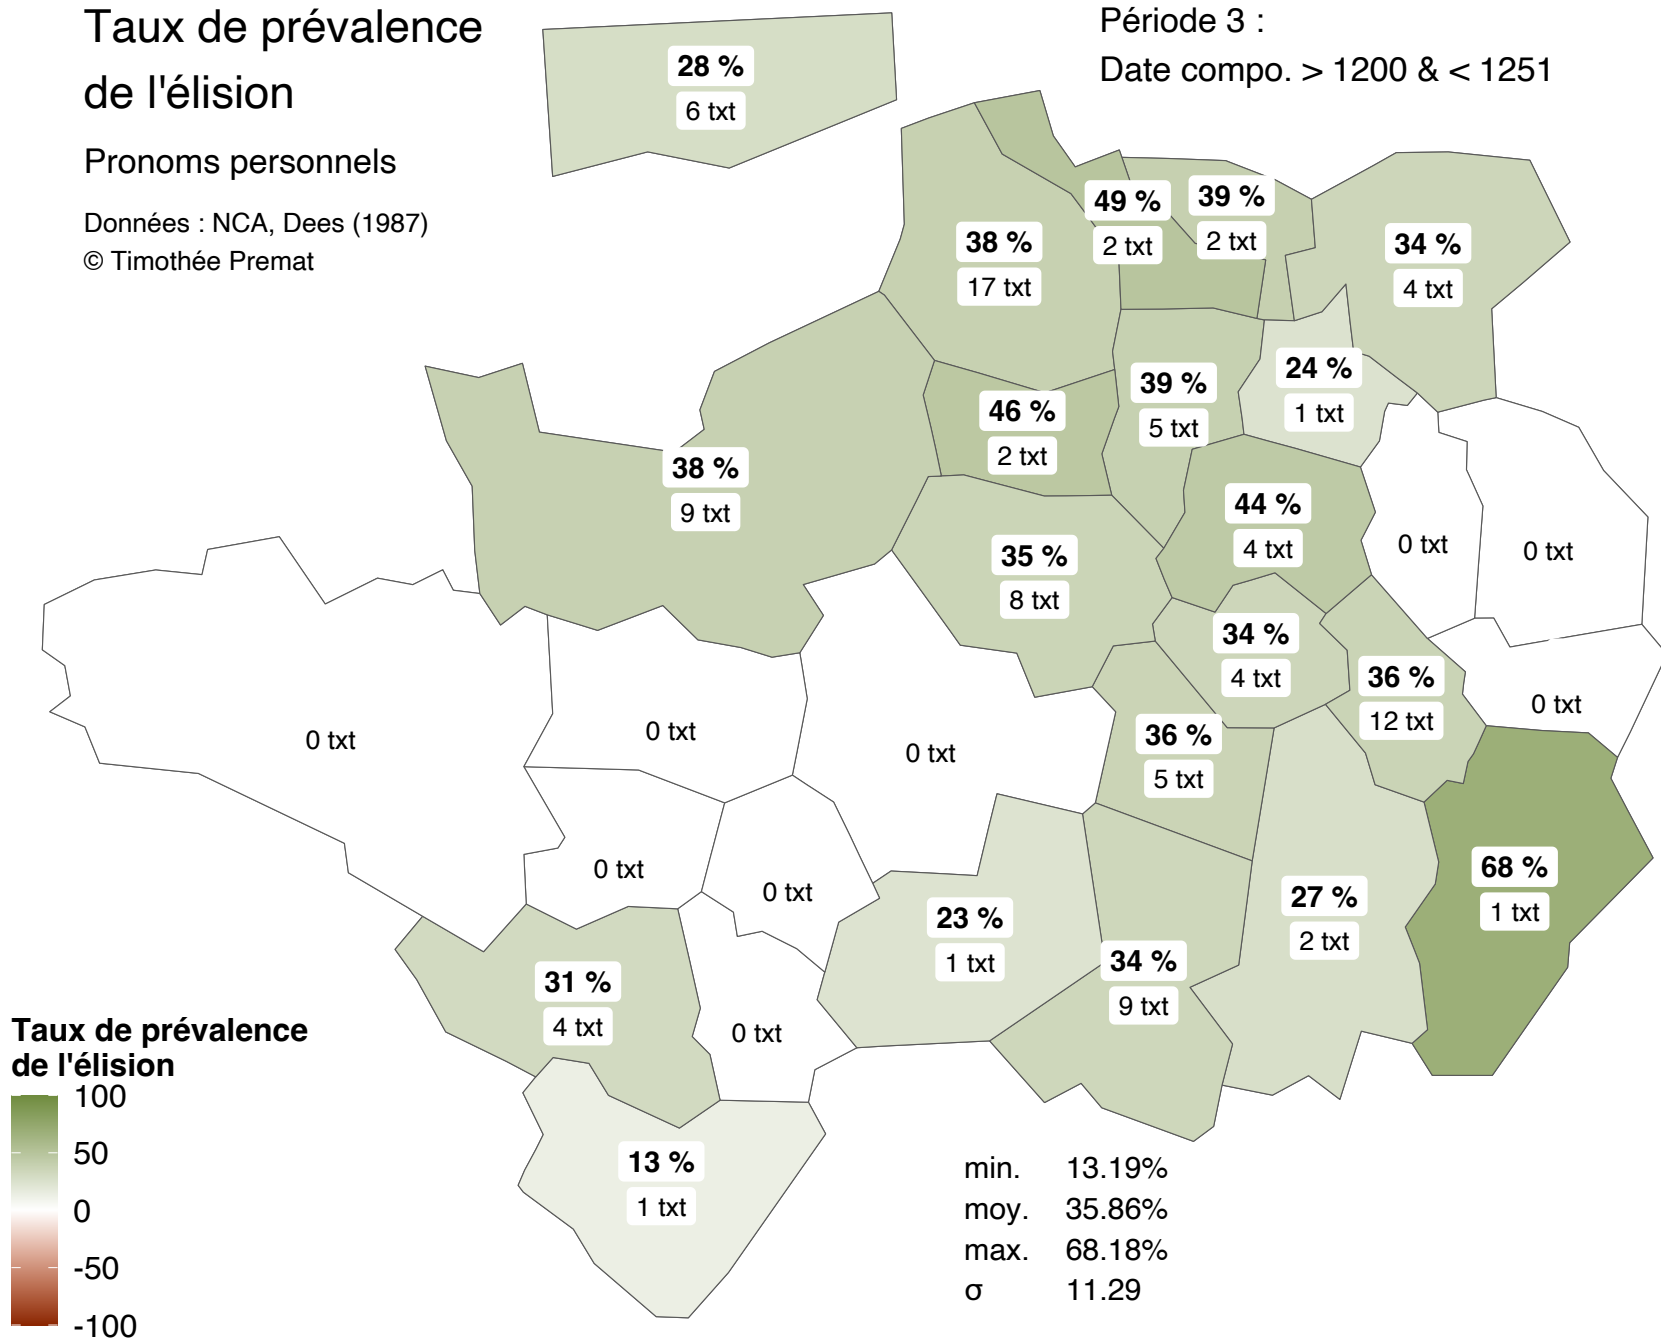 Taux de prévalence
de l'élision
Pronoms personnels
Données : NCA, Dees (1987)
© Timothée Premat
Période 3 :
Date compo. > 1200 & < 1251
28 %
6 txt
49 %
2 txt
39 %
2 txt
38 %
17 txt
34 %
4 txt
24 %
1 txt
39 %
5 txt
46 %
2 txt
38 %
9 txt
44 %
4 txt
35 %
8 txt
0 txt
0 txt
34 %
4 txt
36 %
12 txt
0 txt
0 txt
0 txt
0 txt
36 %
5 txt
0 txt
0 txt
68 %
1 txt
27 %
2 txt
23 %
1 txt
34 %
9 txt
31 %
4 txt
0 txt
13 %
1 txt
Taux de prévalence
de l'élision
100
50
0
-50
-100
min. 13.19%
moy. 35.86%
max. 68.18%
σ 11.29